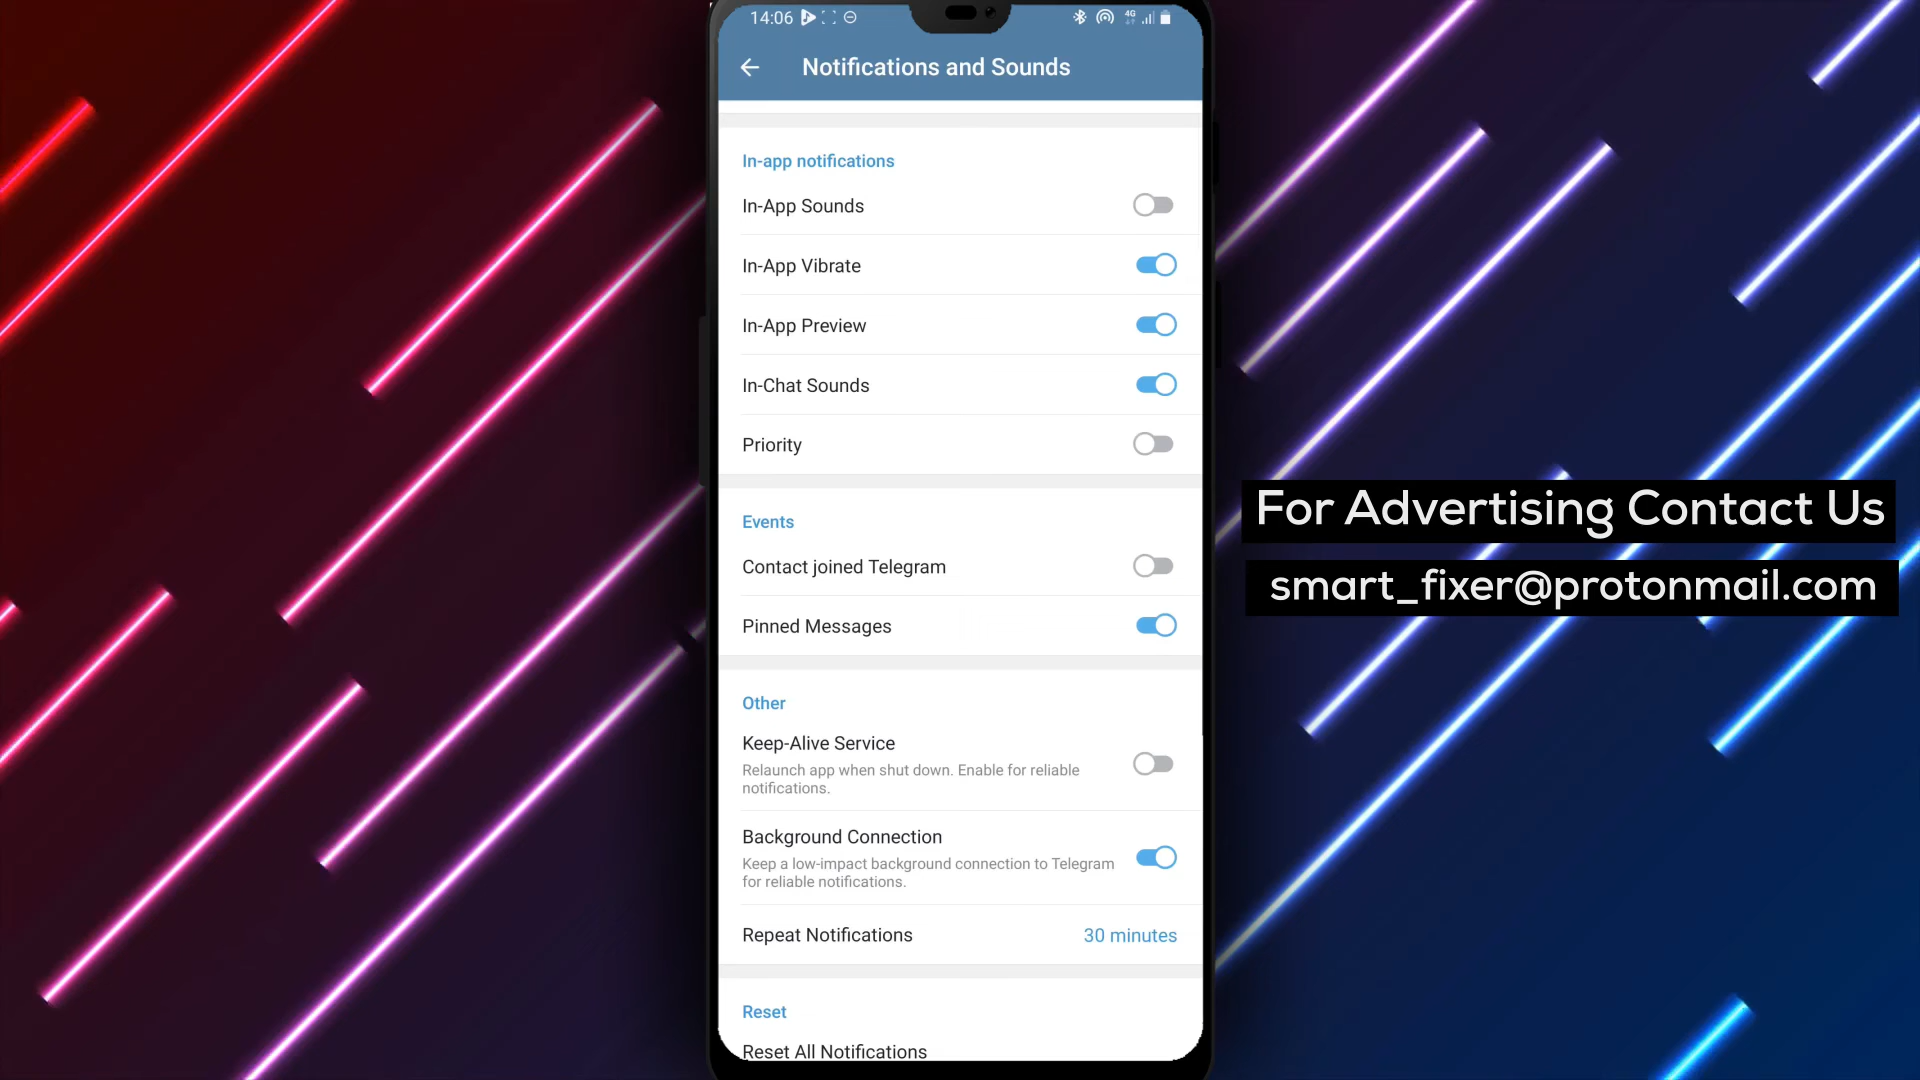 14:06
4G
Notifications and Sounds
In-app notifications
In-App Sounds
In-App Vibrate
In-App Preview
In-Chat Sounds
Priority
Events
Contact joined Telegram
Pinned Messages
Other
Keep-Alive Service
Relaunch app when shut down. Enable for reliable
notifications.
Background Connection
Keep a low-impact background connection to Telegram
for reliable notifications.
Repeat Notifications 30 minutes
Reset
Reset All Notifications
For Advertising Contact Us
smart_fixer@protonmail.com